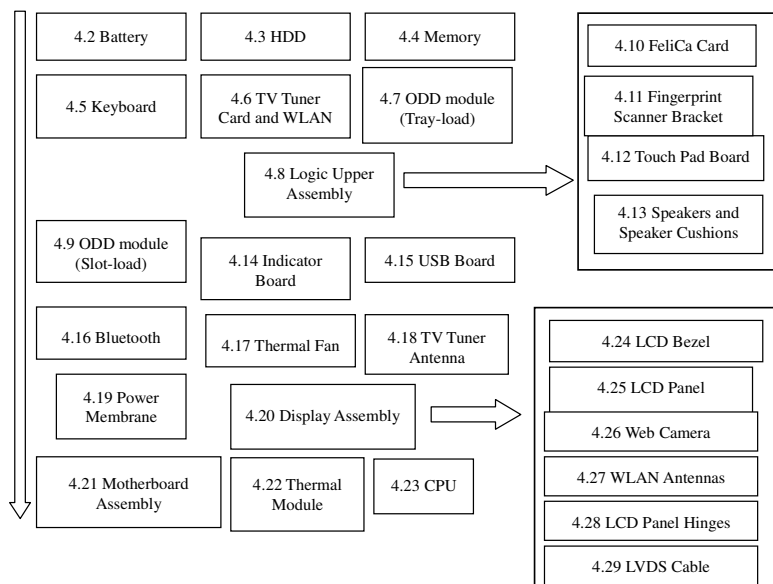 4.2 Battery
4.3 HDD
4.4 Memory
4.5 Keyboard
4.6 TV Tuner
Card and WLAN
4.7 ODD module
(Tray-load)
4.8 Logic Upper
Assembly
4.10 FeliCa Card
4.11 Fingerprint
Scanner Bracket
4.12 Touch Pad Board
4.13 Speakers and
Speaker Cushions
4.9 ODD module
(Slot-load)
4.14 Indicator
Board
4.15 USB Board
4.16 Bluetooth
4.17 Thermal Fan
4.18 TV Tuner
Antenna
4.19 Power
Membrane
4.20 Display Assembly
4.21 Motherboard
Assembly
4.22 Thermal
Module
4.23 CPU
4.24 LCD Bezel
4.25 LCD Panel
4.26 Web Camera
4.27 WLAN Antennas
4.28 LCD Panel Hinges
4.29 LVDS Cable